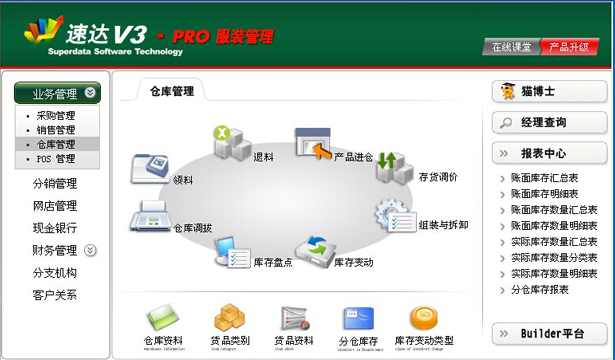 速达 V3 - PRO 服装管理
Superdata Software Technology
在线课堂 产品升级
业务管理
• 采购管理
• 销售管理
• 仓库管理
• POS 管理
分销管理
网店管理
现金银行
财务管理
分支机构
客户关系
仓库管理
退料
产品进仓
领料
存货调价
仓库调拔
组装与拆卸
库存盘点
库存变动
仓库资料
货品类别
货品资料
分仓库存
库存变动类型
猫博士
经理查询
报表中心
账面库存汇总表
账面库存明细表
账面库存数量汇总表
账面库存数量明细表
实际库存数量汇总表
实际库存数量分类表
实际库存数量明细表
分仓库存报表
Builder平台